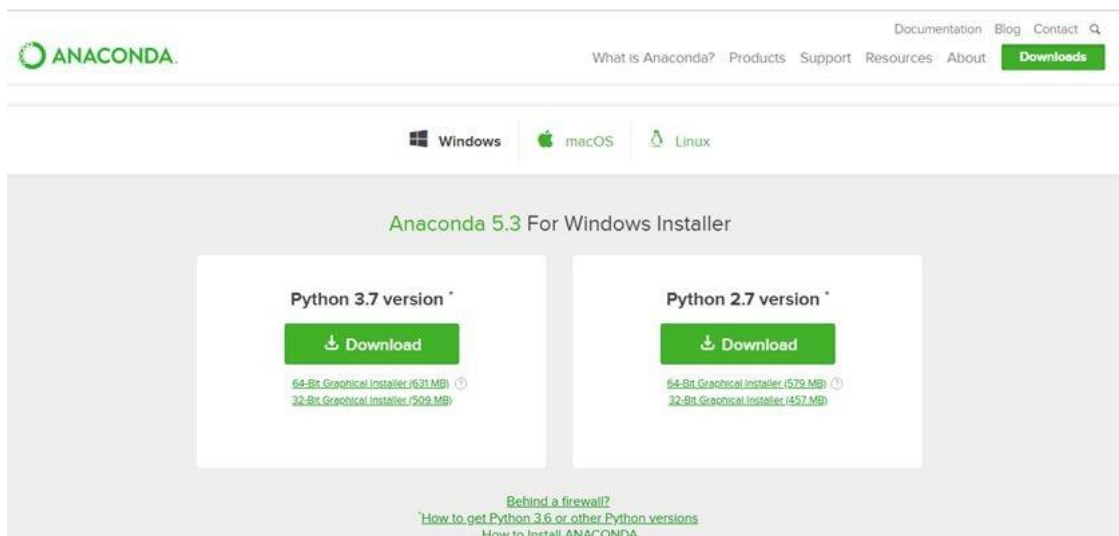 Documentation Blog Contact
ANACONDA.
What is Anaconda? Products Support Resources About Downloads
Windows macOS Linux
Anaconda 5.3 For Windows Installer
Python 3.7 version *
Download
64-Bit Graphical Installer (631 MB) ?
32-Bit Graphical Installer (509 MB)
Python 2.7 version *
Download
64-Bit Graphical Installer (579 MB) ?
32-Bit Graphical Installer (457 MB)
Behind a firewall?
*How to get Python 3.6 or other Python versions
How to Install ANACONDA